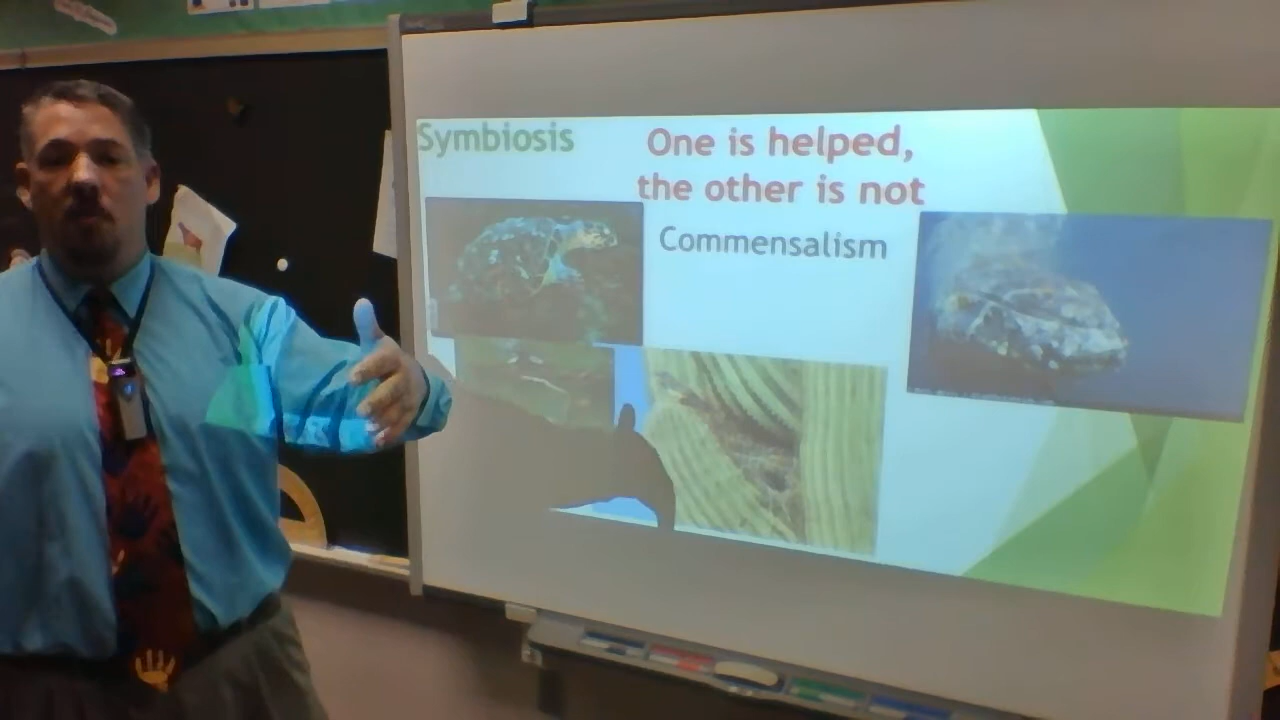 Symbiosis
One is helped,
the other is not
Commensalism